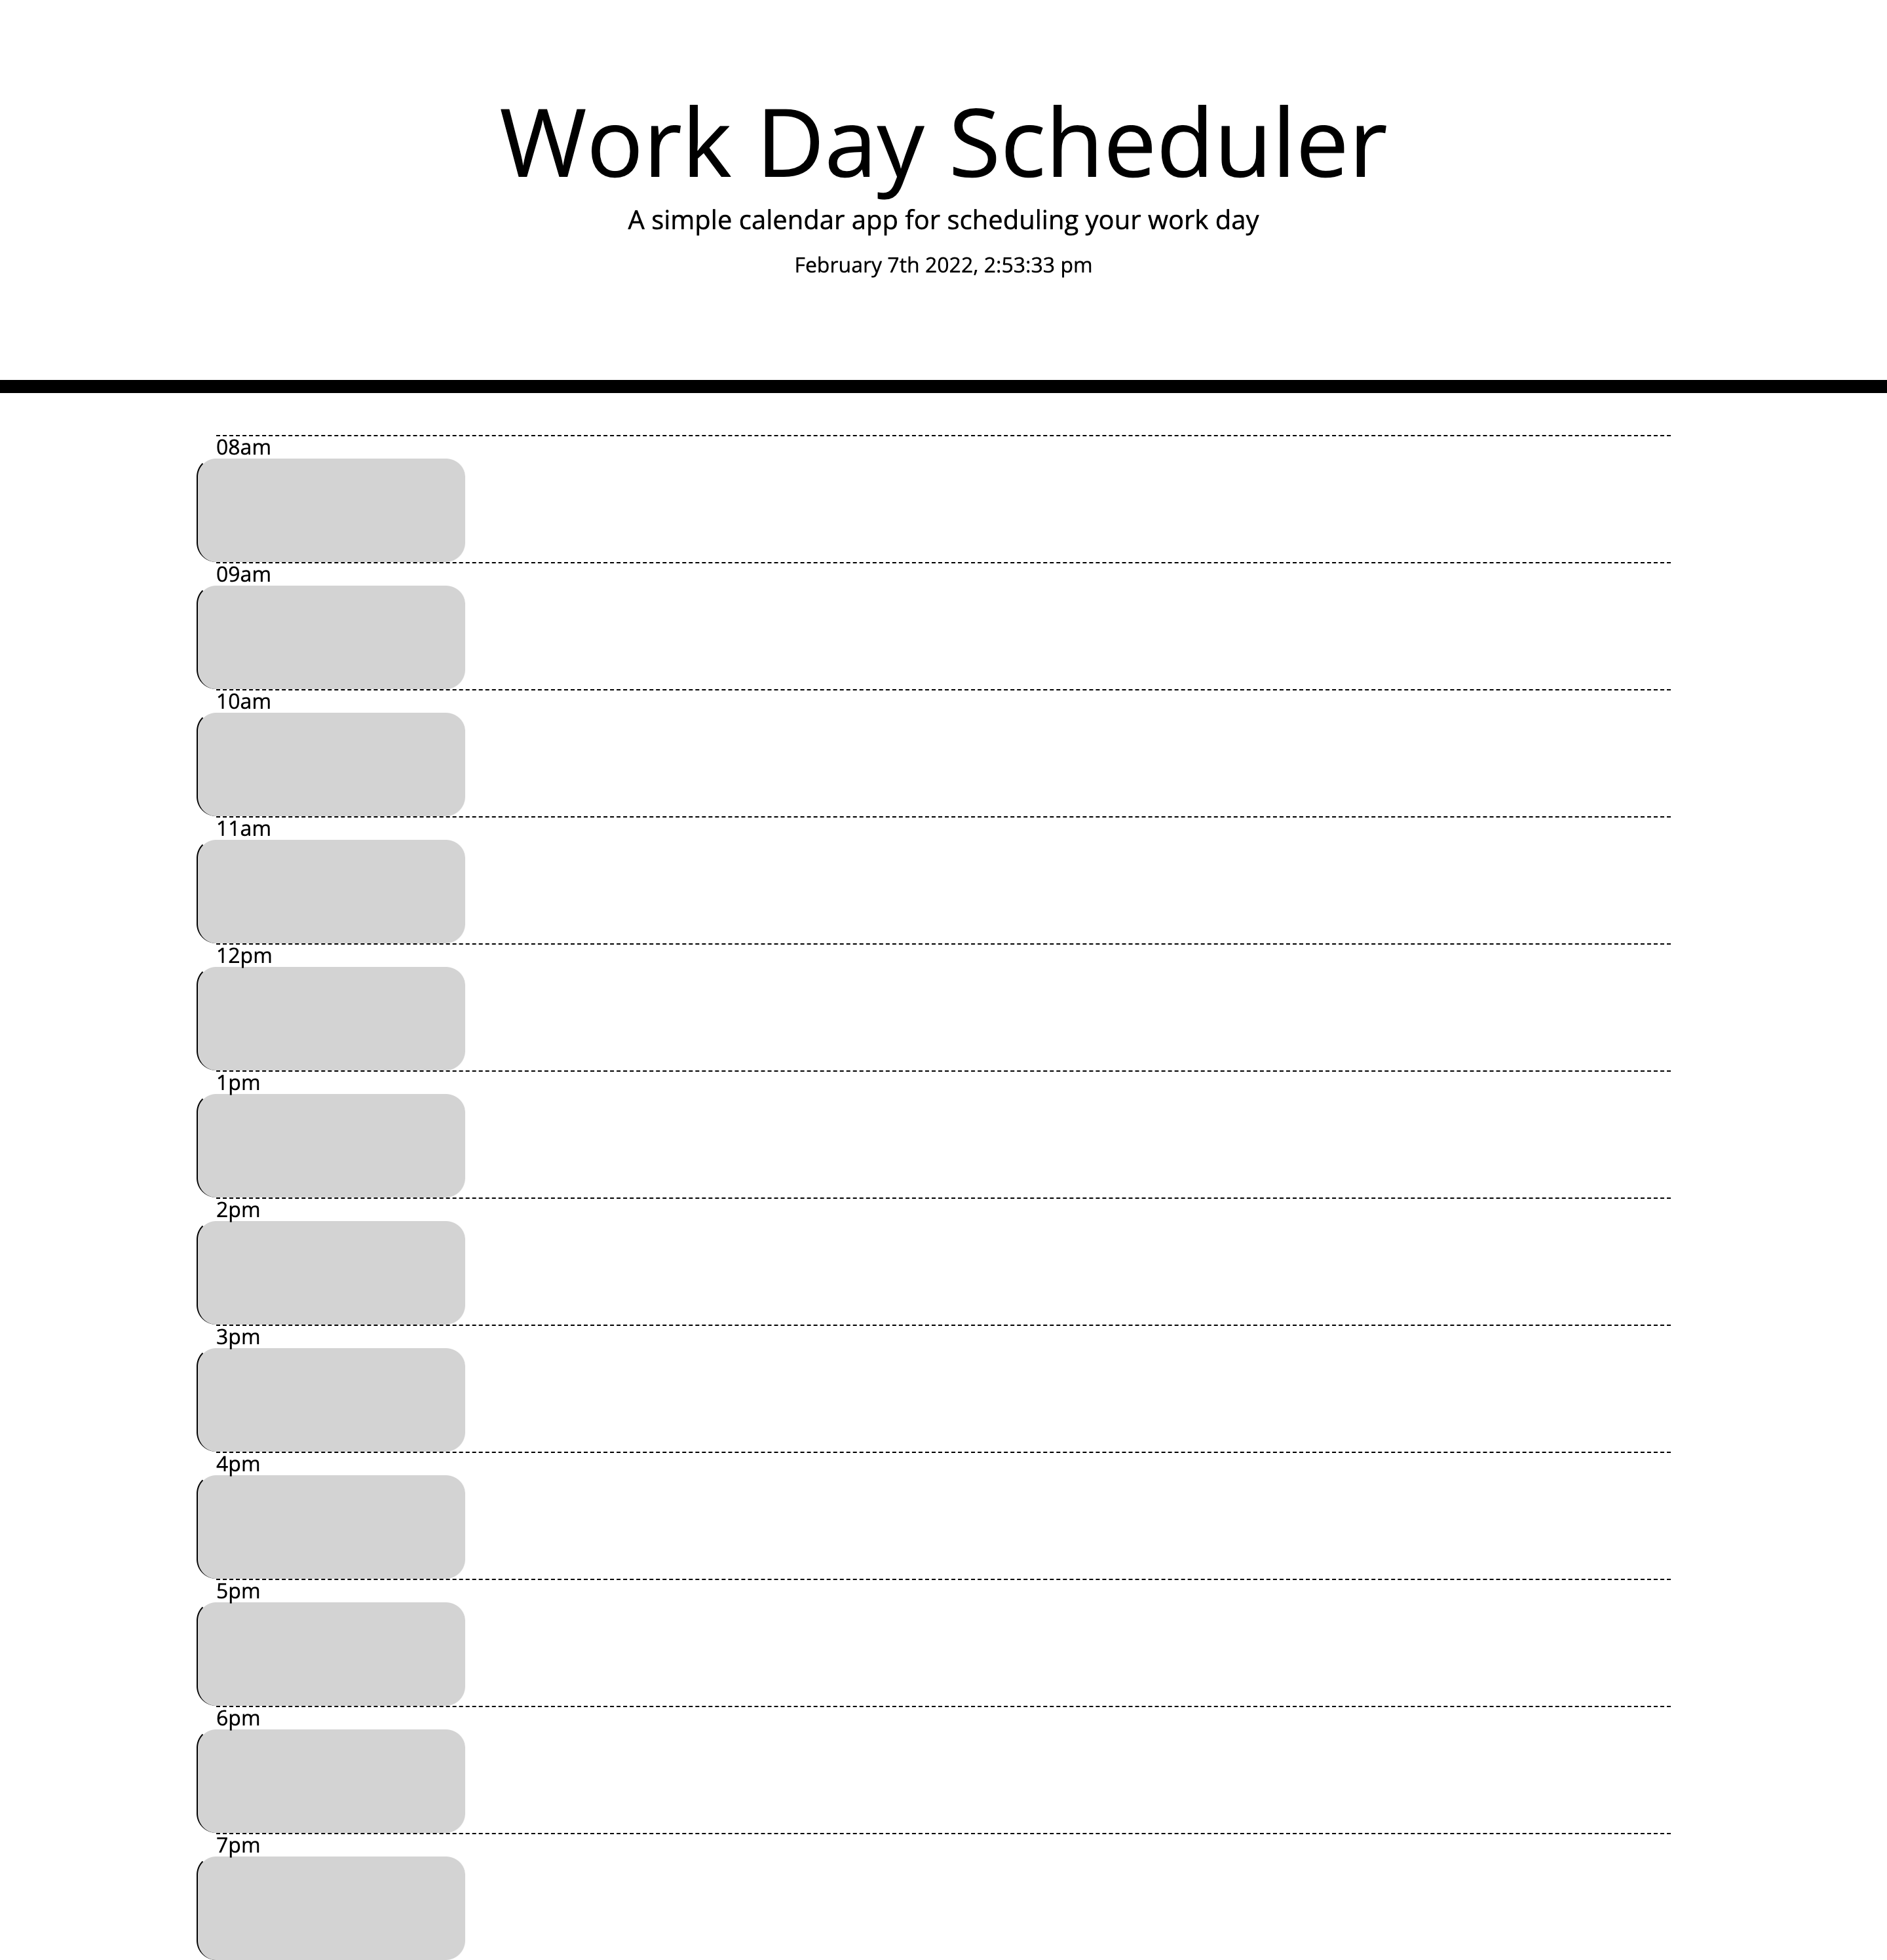 Work Day Scheduler
A simple calendar app for scheduling your work day
February 7th 2022, 2:53:33 pm
08am
09am
10am
11am
12pm
1pm
2pm
3pm
4pm
5pm
6pm
7pm